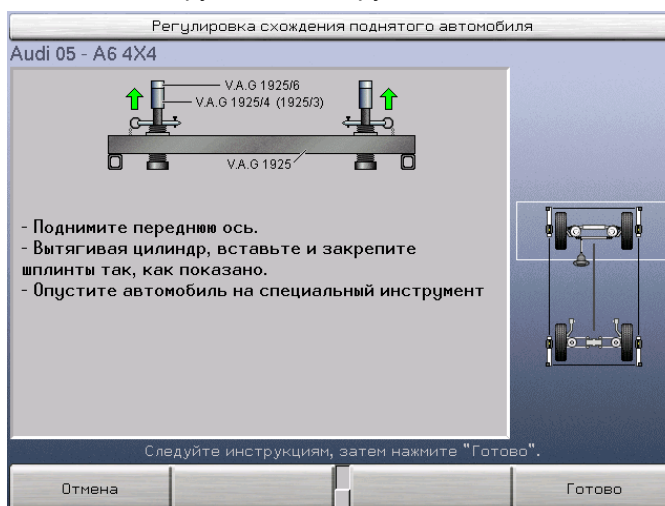 Регулировка схождения поднятого автомобиля
Audi 05 - A6 4X4
V.A.G 1925/6
V.A.G 1925/4 (1925/3)
V.A.G 1925
- Поднимите переднюю ось.
- Вытягивая цилиндр, вставьте и закрепите
шплинты так, как показано.
- Опустите автомобиль на специальный инструмент
Следуйте инструкциям, затем нажмите "Готово".
Отмена
Готово